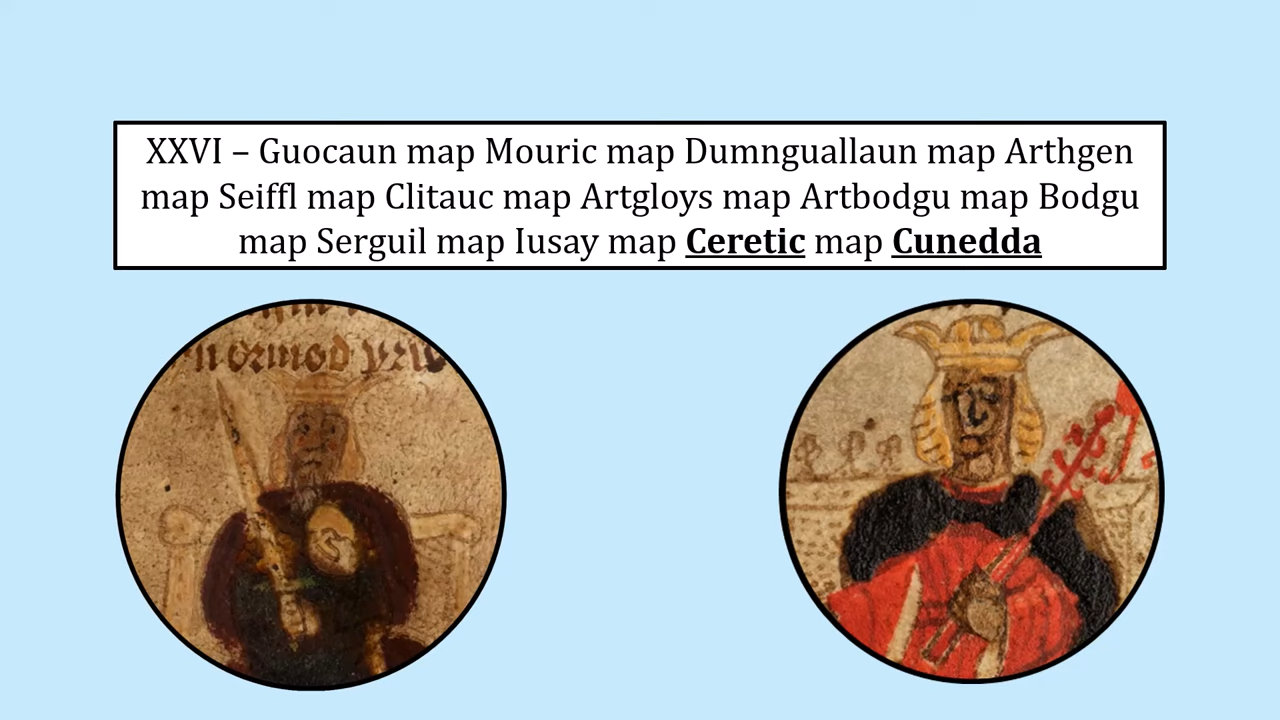 XXVI – Guocaun map Mouric map Dumnguallaun map Arthgen
map Seiffl map Clitauc map Artgloys map Artbodgu map Bodgu
map Serguil map Iusay map Ceretic map Cunedda